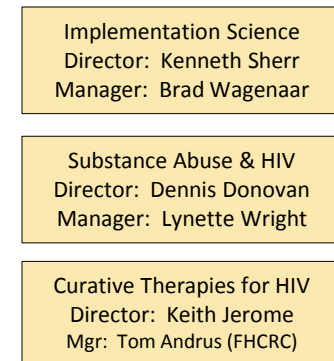 Implementation Science
Director: Kenneth Sherr
Manager: Brad Wagenaar
Substance Abuse & HIV
Director: Dennis Donovan
Manager: Lynette Wright
Curative Therapies for HIV
Director: Keith Jerome
Mgr: Tom Andrus (FHCRC)